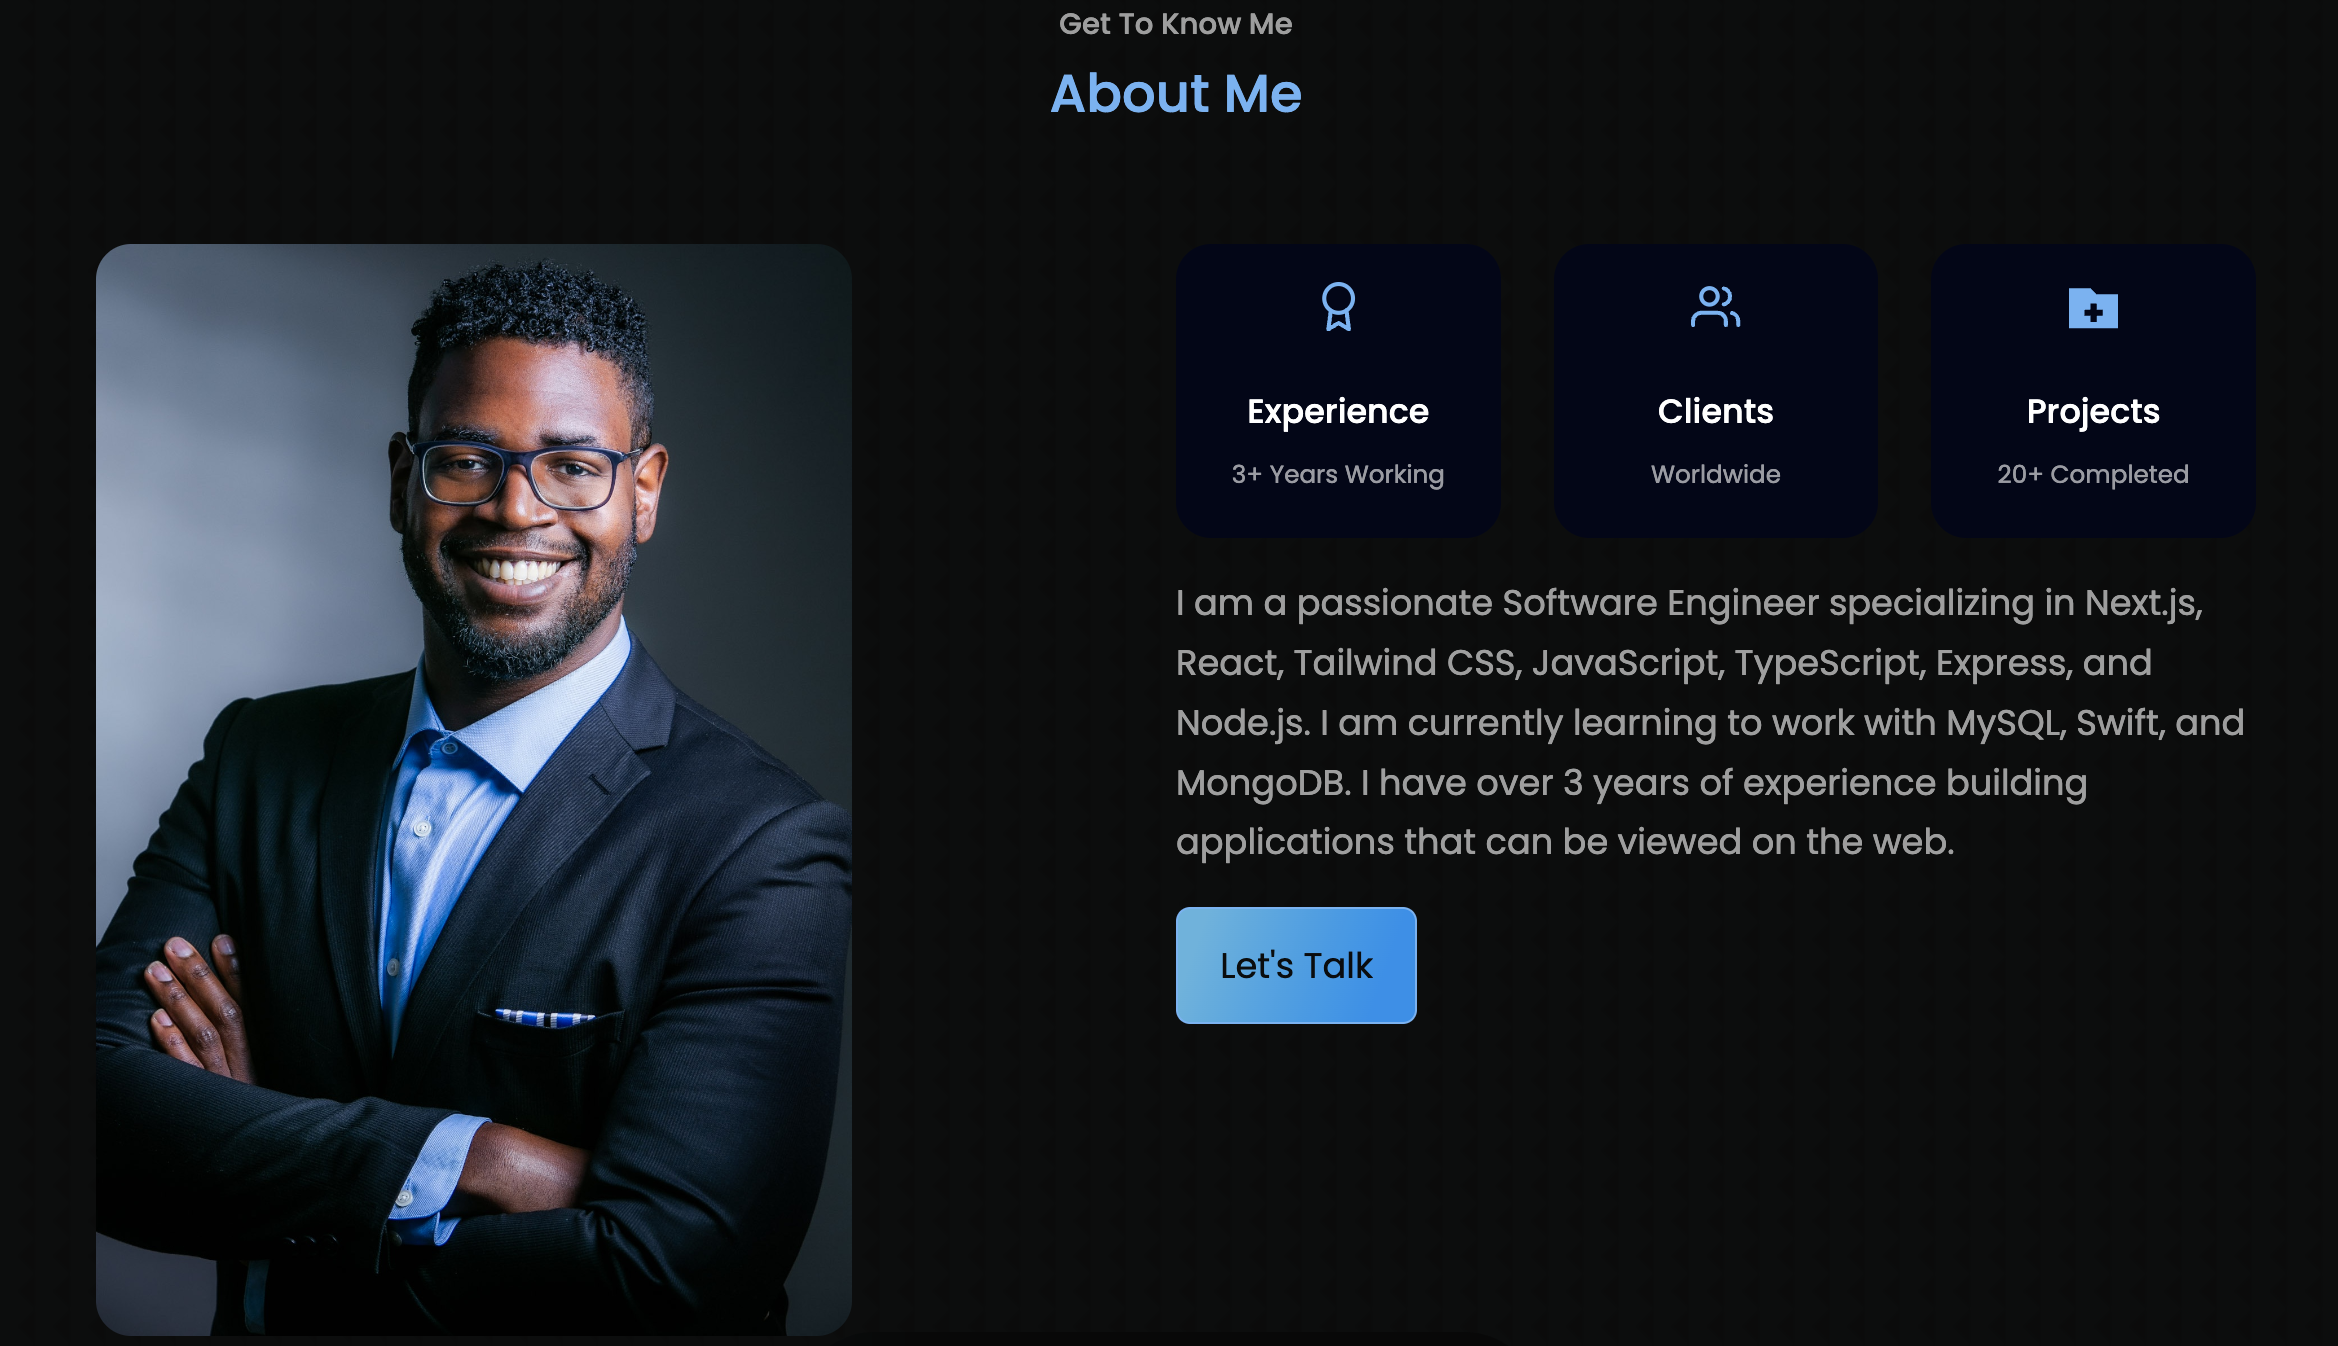 Get To Know Me
About Me
Experience
3+ Years Working
Clients
Worldwide
Projects
20+ Completed
I am a passionate Software Engineer specializing in Next.js,
React, Tailwind CSS, JavaScript, TypeScript, Express, and
Node.js. I am currently learning to work with MySQL, Swift, and
MongoDB. I have over 3 years of experience building
applications that can be viewed on the web.
Let's Talk